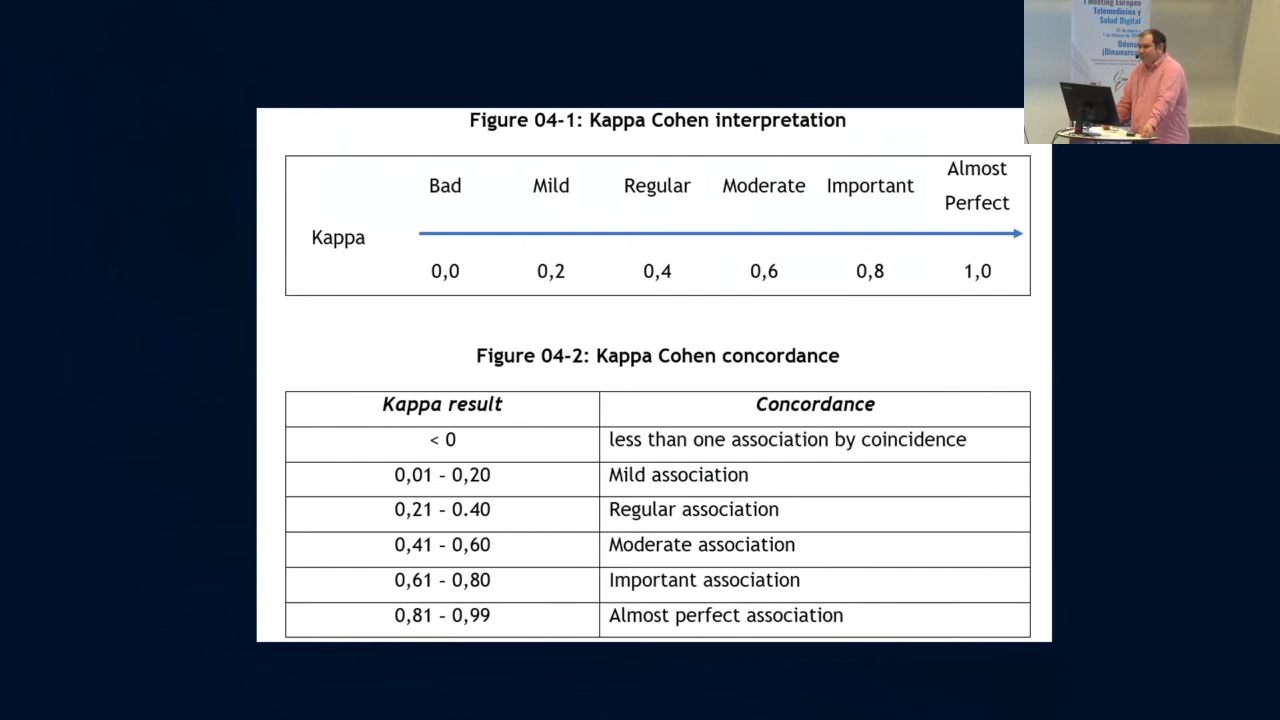 I Meeting Europeo
Telemedicina y
Salud Digital
Odense
(Dinamarca)
Figure 04-1: Kappa Cohen interpretation
Bad Mild Regular Moderate Important Almost Perfect
Kappa
0,0 0,2 0,4 0,6 0,8 1,0
Figure 04-2: Kappa Cohen concordance
Kappa result Concordance
< 0 less than one association by coincidence
0,01 – 0,20 Mild association
0,21 – 0.40 Regular association
0,41 – 0,60 Moderate association
0,61 – 0,80 Important association
0,81 – 0,99 Almost perfect association